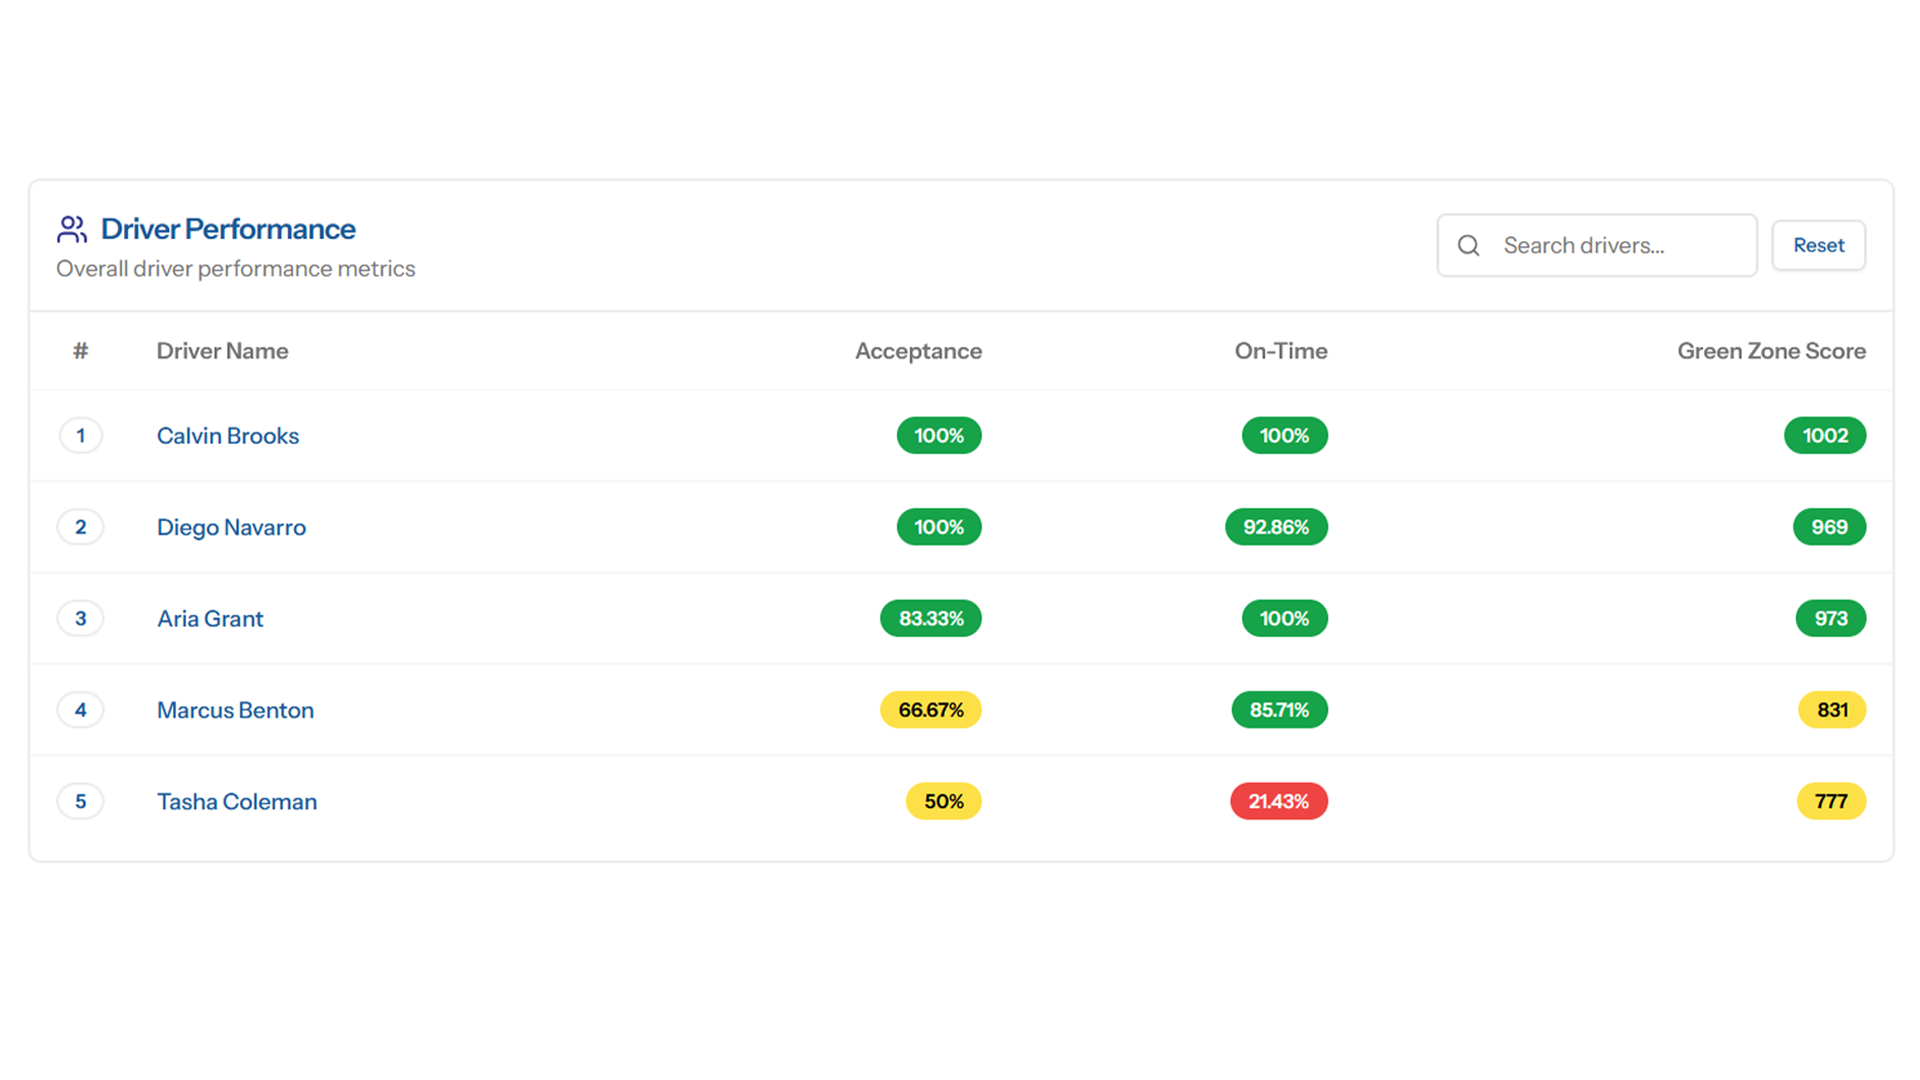 Driver Performance
Overall driver performance metrics
Search drivers...
Reset
# Driver Name Acceptance On-Time Green Zone Score
1 Calvin Brooks 100% 100% 1002
2 Diego Navarro 100% 92.86% 969
3 Aria Grant 83.33% 100% 973
4 Marcus Benton 66.67% 85.71% 831
5 Tasha Coleman 50% 21.43% 777